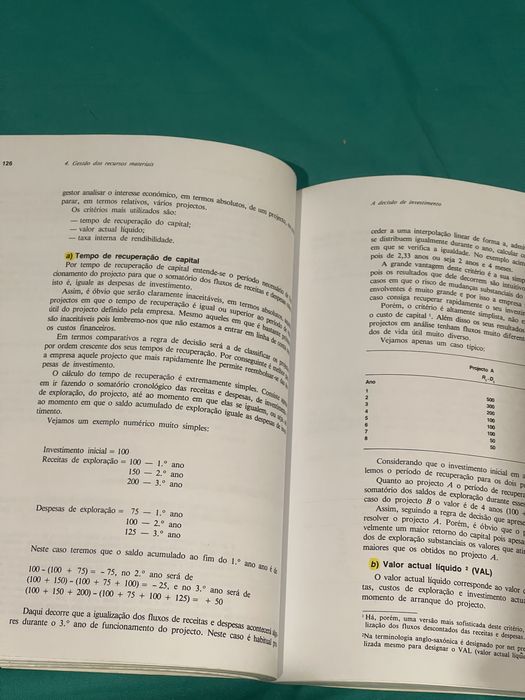 126
4. Gestão dos recursos materiais
gestor analisar o interesse económico, em termos absolutos, de um projecto,
parar, em termos relativos, vários projectos.
Os critérios mais utilizados são:
— tempo de recuperação do capital;
— valor actual líquido;
— taxa interna de rendibilidade.
a) Tempo de recuperação de capital
Por tempo de recuperação de capital entende-se o período necessário de
cionamento do projecto para que o somatório dos fluxos de receitas e despesas
isto é, iguale as despesas de investimento.
Assim, é óbvio que serão claramente inaceitáveis, em termos absolutos,
projectos em que o tempo de recuperação é igual ou superior ao período
útil do projecto definido pela empresa. Mesmo aqueles em que é bastante
são inaceitáveis pois lembremo-nos que não estamos a entrar em linha de
os custos financeiros.
Em termos comparativos a regra de decisão será a de classificar os
por ordem crescente dos seus tempos de recuperação. Por conseguinte é melhor
a empresa aquele projecto que mais rapidamente lhe permite reembolsar-se
pesas de investimento.
O cálculo do tempo de recuperação é extremamente simples. Consiste
em ir fazendo o somatório cronológico das receitas e despesas, de investimento
de exploração, do projecto, até ao momento em que elas se igualem, ou
ao momento em que o saldo acumulado de exploração iguale as despesas de
timento.
Vejamos um exemplo numérico muito simples:
Investimento inicial = 100
Receitas de exploração = 100 — 1.º ano
150 — 2.º ano
200 — 3.º ano
Despesas de exploração = 75 — 1.º ano
100 — 2.º ano
125 — 3.º ano
Neste caso teremos que o saldo acumulado ao fim do 1.º ano é de
100 - (100 + 75) = - 75, no 2.º ano será de
(100 + 150) - (100 + 75 + 100) = - 25, e no 3.º ano será de
(100 + 150 + 200) - (100 + 75 + 100 + 125) = + 50
Daqui decorre que a igualização dos fluxos de receitas e despesas acontecerá
res durante o 3.º ano de funcionamento do projecto. Neste caso é habitual
A decisão de investimento
ceder a uma interpolação linear de forma a,
se distribuem igualmente durante o ano, calcular
em que se verifica a igualdade. No exemplo
pois de 2,33 anos ou seja 2 anos e 4 meses.
A grande vantagem deste critério é a sua
pois os resultados que dele decorrem são
casos em que o risco de mudanças substanciais do
envolventes é muito grande e por isso a empresa
caso consiga recuperar rapidamente o seu
Porém, o critério é altamente simplista, não
o custo de capital ¹. Além disso os seus resultados
projectos em análise tenham fluxos muito
dos de vida útil muito diverso.
Vejamos apenas um caso típico:
Projecto A
Ano
1
2 500
3 300
4 200
5 100
6 100
7 100
8 50
50
Considerando que o investimento inicial em
lemos o período de recuperação para os dois
Quanto ao projecto A o período de
somatório dos saldos de exploração durante
caso do projecto B o valor é de 4 anos (100 +
Assim, seguindo a regra de decisão que
resolver o projecto A. Porém, é óbvio que o
velmente um maior retorno do capital pois
dos de exploração substanciais os valores que
maiores que os obtidos no projecto A.
b) Valor actual líquido ² (VAL)
O valor actual líquido corresponde ao valor
tas, custos de exploração e investimento
momento de arranque do projecto.
¹ Há, porém, uma versão mais sofisticada deste critério,
lização dos fluxos descontados das receitas e despesas.
²Na terminologia anglo-saxónica é designado por net
lizada mesmo para designar o VAL (valor actual